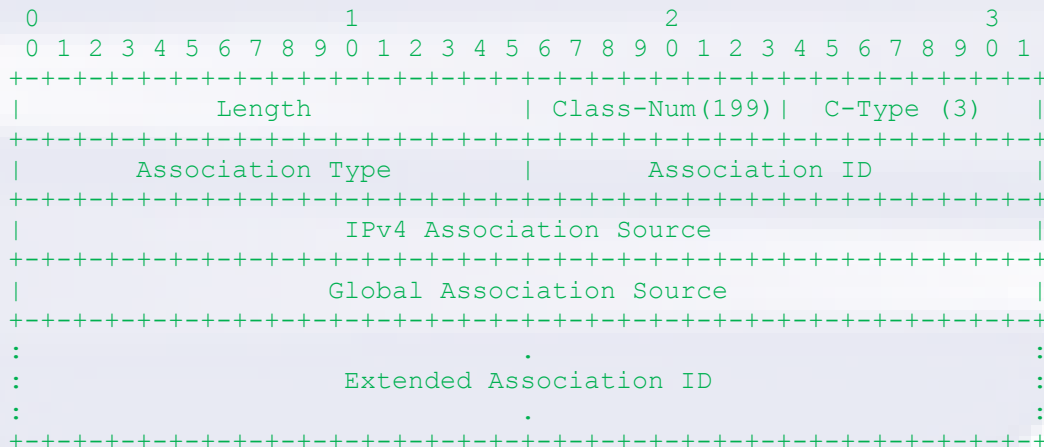 0                   1                   2                   3
0 1 2 3 4 5 6 7 8 9 0 1 2 3 4 5 6 7 8 9 0 1 2 3 4 5 6 7 8 9 0 1
+-+-+-+-+-+-+-+-+-+-+-+-+-+-+-+-+-+-+-+-+-+-+-+-+-+-+-+-+-+-+-+-+
|            Length             | Class-Num(199)|  C-Type (3)   |
+-+-+-+-+-+-+-+-+-+-+-+-+-+-+-+-+-+-+-+-+-+-+-+-+-+-+-+-+-+-+-+-+
|       Association Type        |       Association ID          |
+-+-+-+-+-+-+-+-+-+-+-+-+-+-+-+-+-+-+-+-+-+-+-+-+-+-+-+-+-+-+-+-+
|                    IPv4 Association Source                    |
+-+-+-+-+-+-+-+-+-+-+-+-+-+-+-+-+-+-+-+-+-+-+-+-+-+-+-+-+-+-+-+-+
|                   Global Association Source                   |
+-+-+-+-+-+-+-+-+-+-+-+-+-+-+-+-+-+-+-+-+-+-+-+-+-+-+-+-+-+-+-+-+
:                               .                               :
:                    Extended Association ID                    :
:                               .                               :
+-+-+-+-+-+-+-+-+-+-+-+-+-+-+-+-+-+-+-+-+-+-+-+-+-+-+-+-+-+-+-+-+